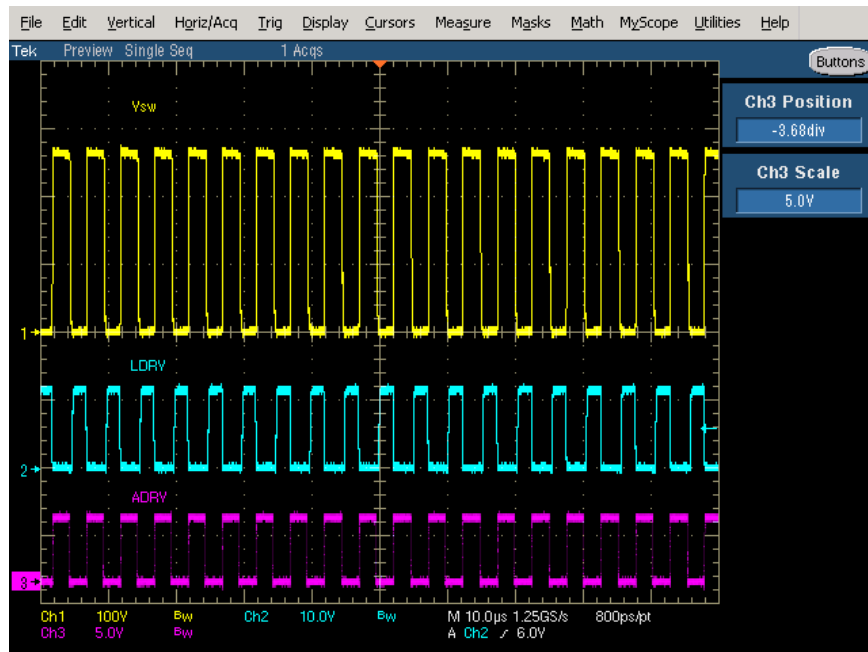 File Edit Vertical Horiz/Acq Trig Display Cursors Measure Masks Math MyScope Utilities Help
Tek Preview Single Seq 1 Acqs
Buttons
Ch3 Position
-3.68div
Ch3 Scale
5.0V
Vsw
1
LDRV
2
ADRV
3
Ch1 100V Bw Ch2 10.0V Bw M 10.0µs 1.25GS/s 800ps/pt
Ch3 5.0V Bw A Ch2 6.0V